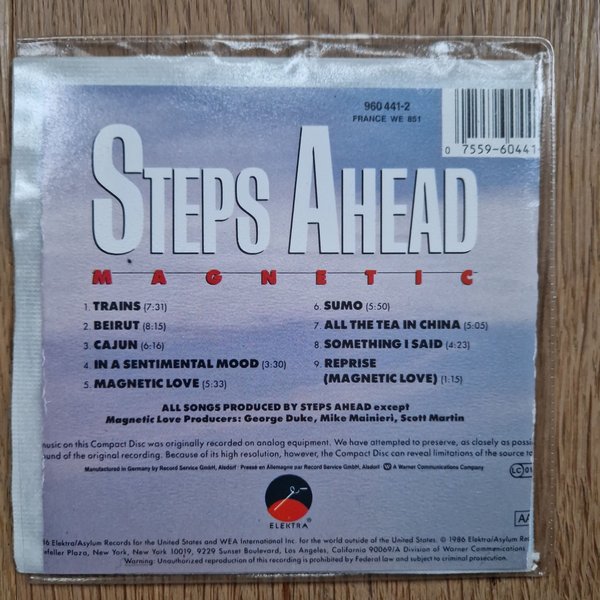 960 441-2
FRANCE WE 851
0 7559-60441
STEPS AHEAD
MAGNETIC
1. TRAINS (7:31)
2. BEIRUT (8:15)
3. CAJUN (6:16)
4. IN A SENTIMENTAL MOOD (3:30)
5. MAGNETIC LOVE (5:33)
6. SUMO (5:50)
7. ALL THE TEA IN CHINA (5:05)
8. SOMETHING I SAID (4:23)
9. REPRISE
(MAGNETIC LOVE) (1:15)
ALL SONGS PRODUCED BY STEPS AHEAD except
Magnetic Love Producers: George Duke, Mike Mainieri, Scott Martin
music on this Compact Disc was originally recorded on analog equipment. We have attempted to preserve, as closely as possi
ound of the original recording. Because of its high resolution, however, the Compact Disc can reveal limitations of the source t
Manufactured in Germany by Record Service GmbH, Alsdorf · Pressé en Allemagne par Record Service GmbH, Alsdorf · A Warner Communications Company
LC 01
ELEKTRA®
AA
86 Elektra/Asylum Records for the United States and WEA International Inc. for the world outside of the United States. © 1986 Elektra/Asylum Re
efeller Plaza, New York, New York 10019, 9229 Sunset Boulevard, Los Angeles, California 90069/A Division of Warner Communications
Warning: Unauthorized reproduction of this recording is prohibited by Federal law and subject to criminal prosecution.